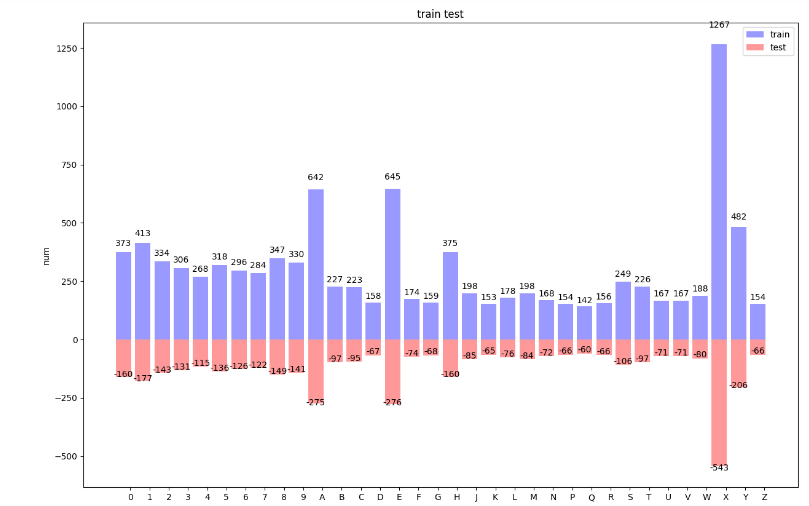 train test
1267
train
test
1250
1000
750
500
250
0
−250
−500
num
373 413 334 306 268 318 296 284 347 330 642 227 223 158 645 174 159 375 198 153 178 198 168 154 142 156 249 226 167 167 188 482 154
-160 -177 -143 -131 -115 -136 -126 -122 -149 -141 -275 -97 -95 -67 -276 -74 -68 -160 -85 -65 -76 -84 -72 -66 -60 -66 -106 -97 -71 -71 -80 -543 -206 -66
0 1 2 3 4 5 6 7 8 9 A B C D E F G H J K L M N P Q R S T U V W X Y Z